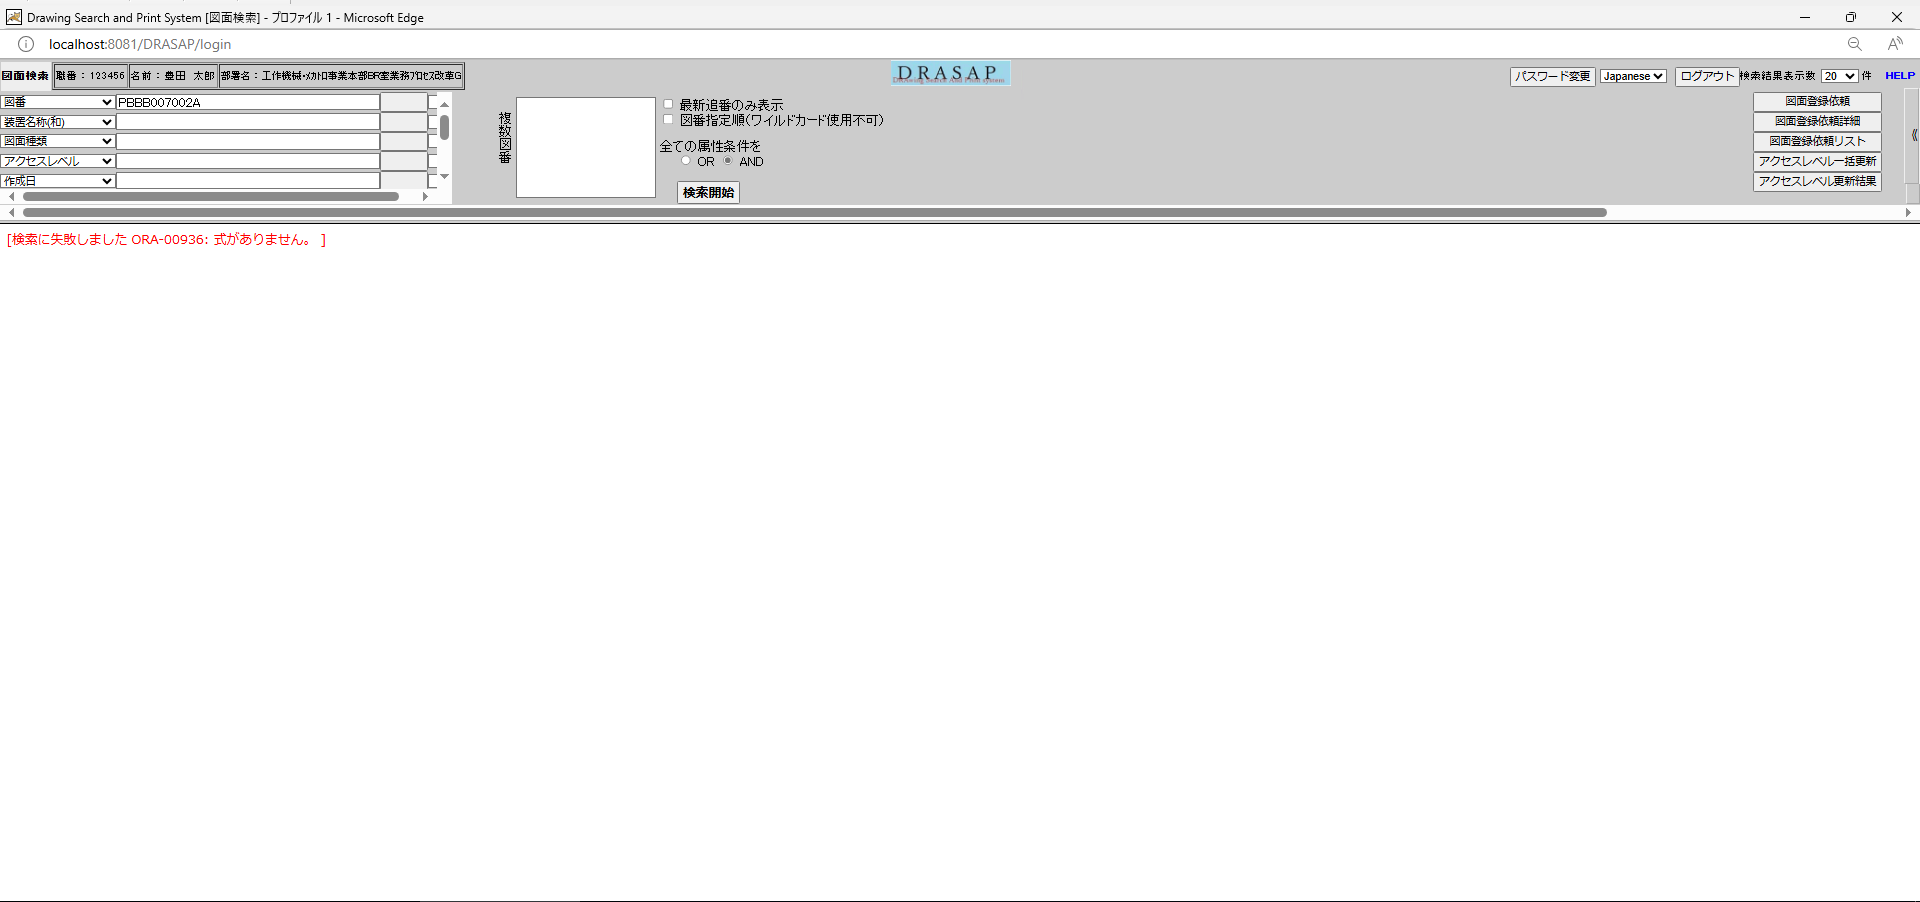 Drawing Search and Print System [図面検索] - プロファイル 1 - Microsoft Edge
localhost:8081/DRASAP/login
図面検索 職番：123456 名前：豊田 太郎 部署名：工作機械・メカトロ事業本部BR室業務プロセス改革G
DRASAP
Drawing Search And Print system
パスワード変更 Japanese ログアウト 検索結果表示数 20 件 HELP
図番 PBBB007002A
装置名称(和)
図面種類
アクセスレベル
作成日
複数図番
最新追番のみ表示
図番指定順(ワイルドカード使用不可)
全ての属性条件を
OR AND
検索開始
図面登録依頼
図面登録依頼詳細
図面登録依頼リスト
アクセスレベル一括更新
アクセスレベル更新結果
《
[検索に失敗しました ORA-00936: 式がありません。 ]